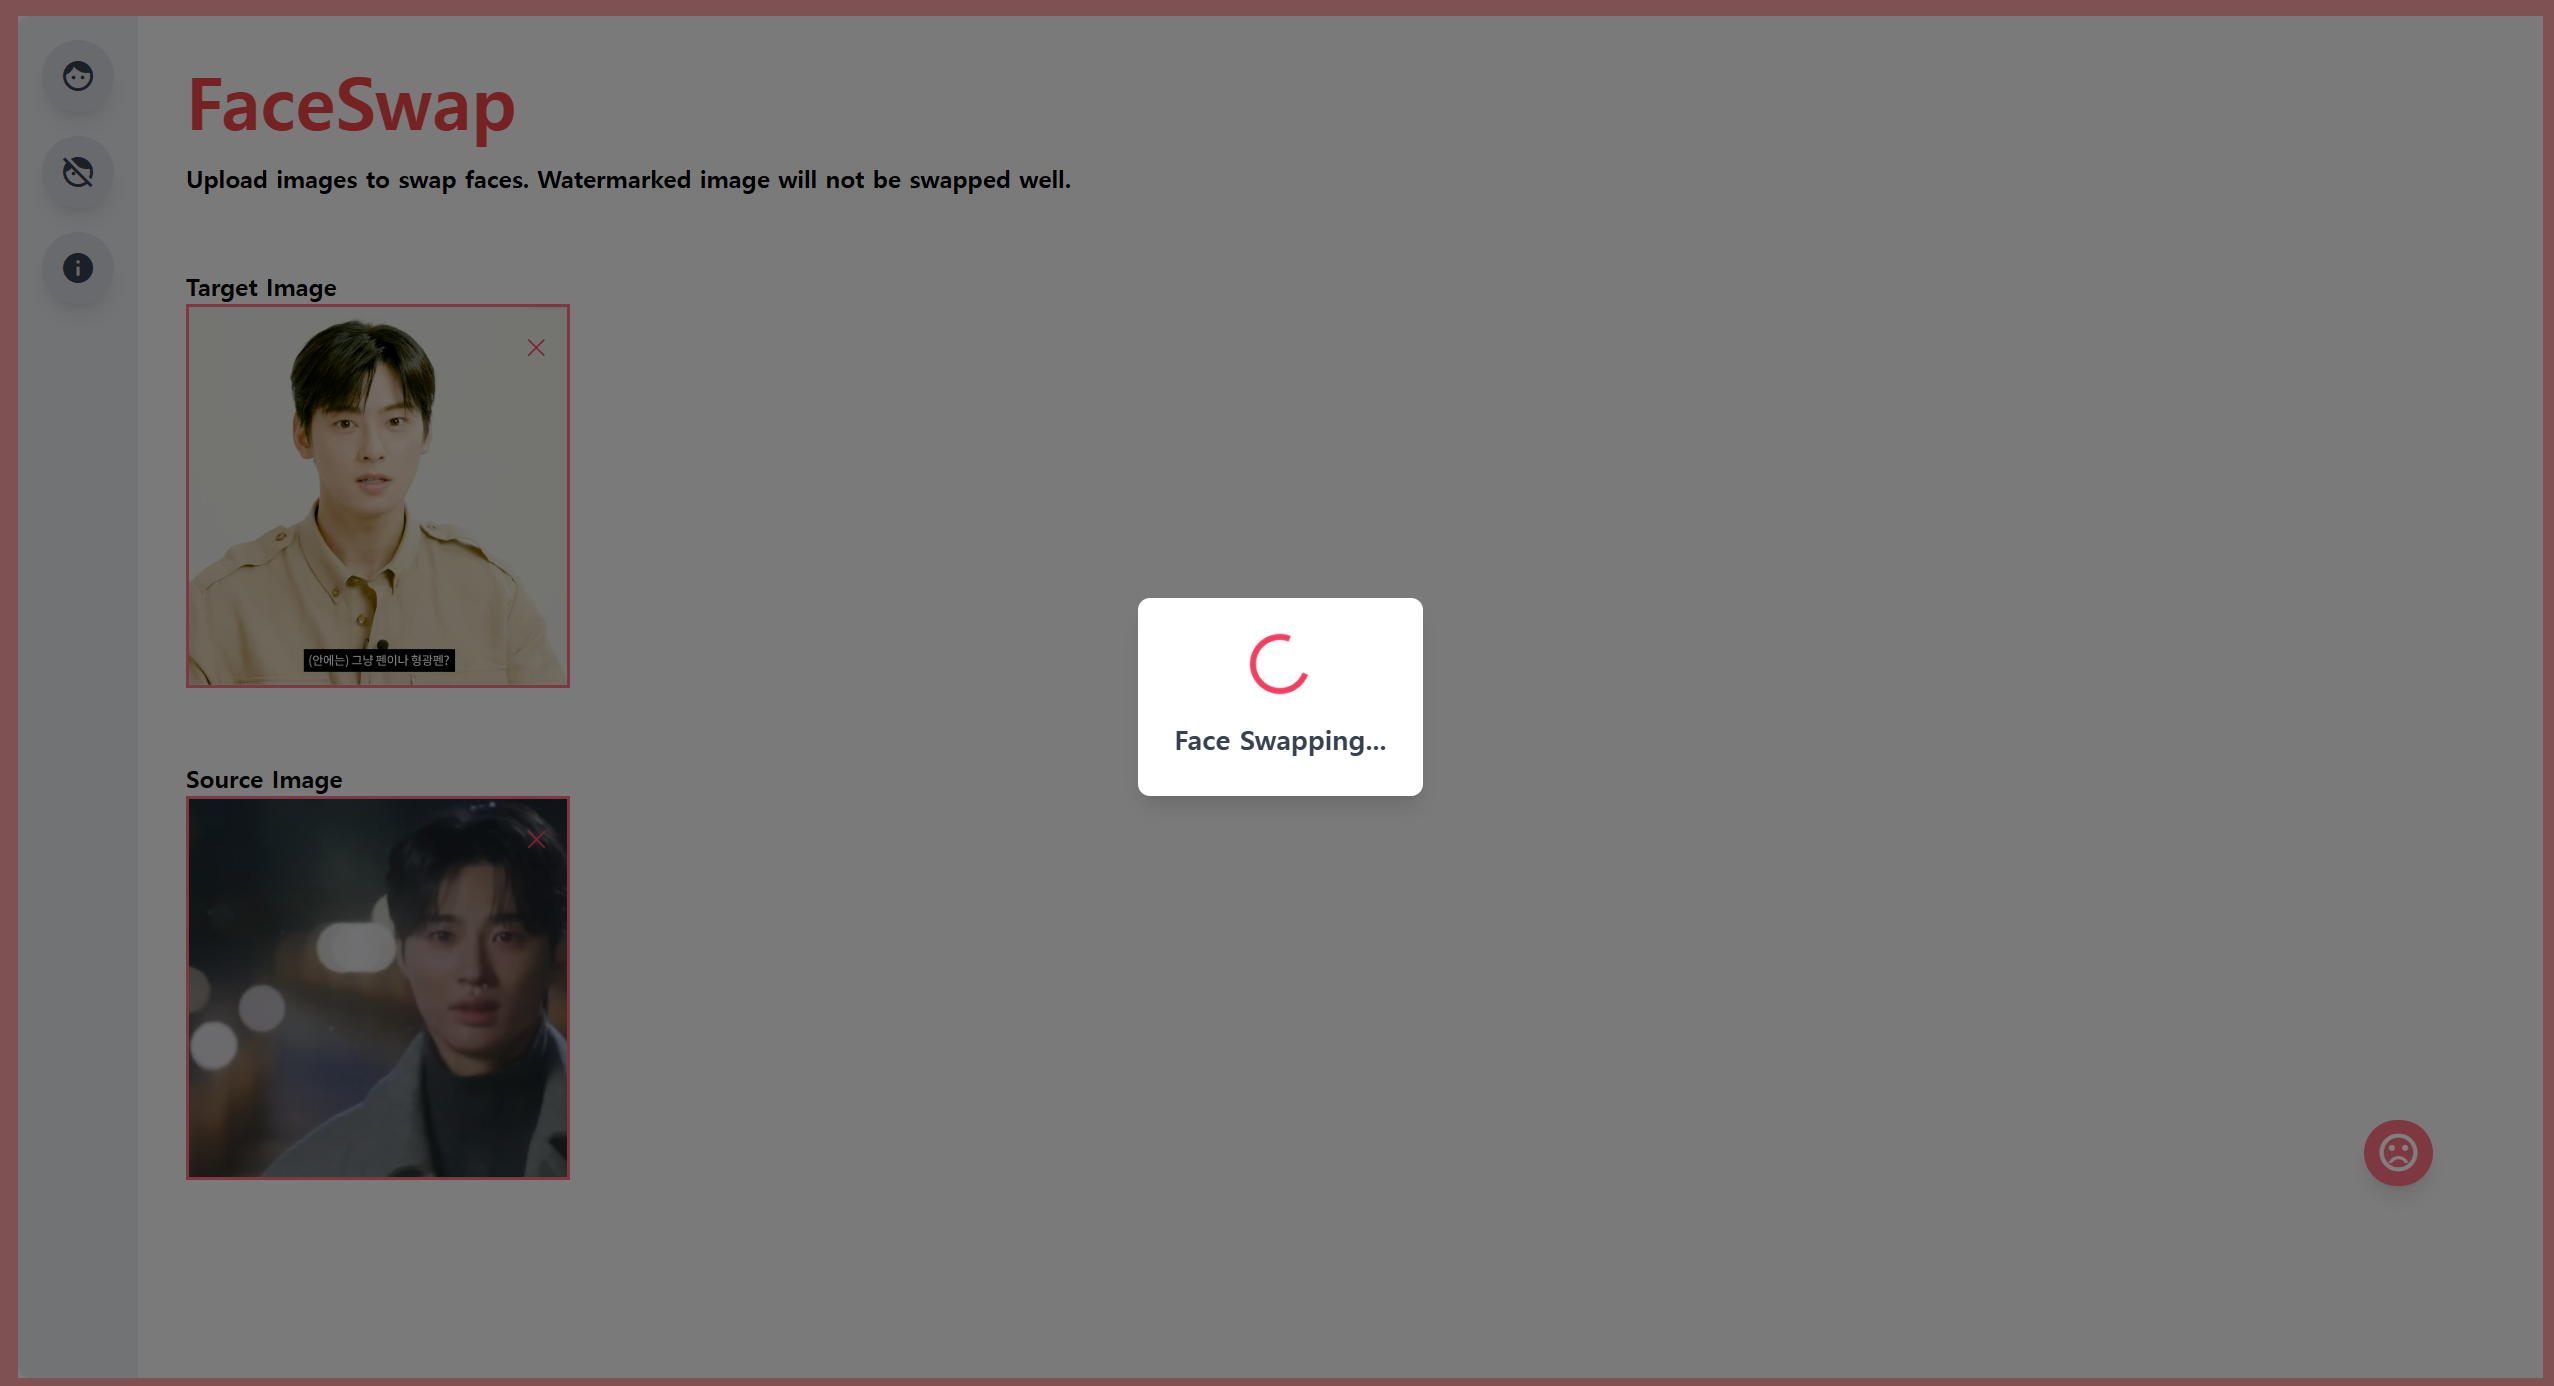 FaceSwap
Upload images to swap faces. Watermarked image will not be swapped well.
Target Image
(안에는) 그냥 펜이나 형광펜?
Face Swapping...
Source Image